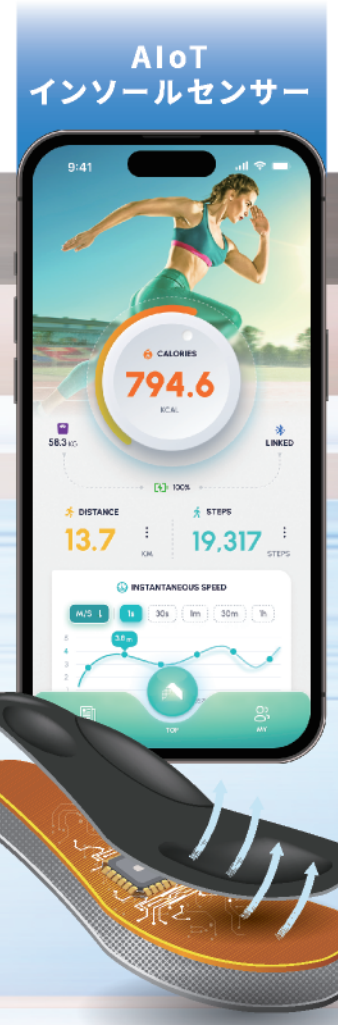 AIoT
インソールセンサー
9:41
CALORIES
794.6
KCAL
58.3 KG
LINKED
100%
DISTANCE
STEPS
13.7
KM
19,317
STEPS
INSTANTANEOUS SPEED
M/S
1s
30s
1m
30m
1h
5
4
3
2
1
3.8 m
TOP
MY